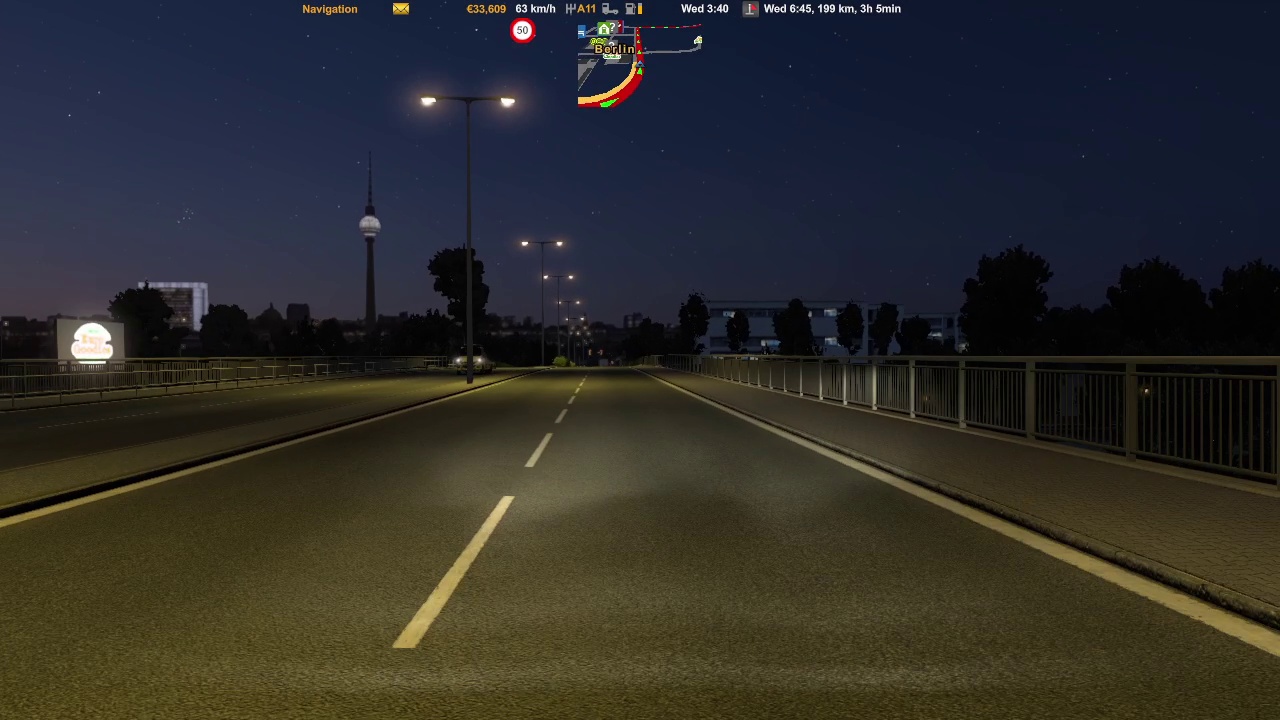 Navigation
€33,609
63 km/h
A11
Wed 3:40
Wed 6:45, 199 km, 3h 5min
50
?
Berlin